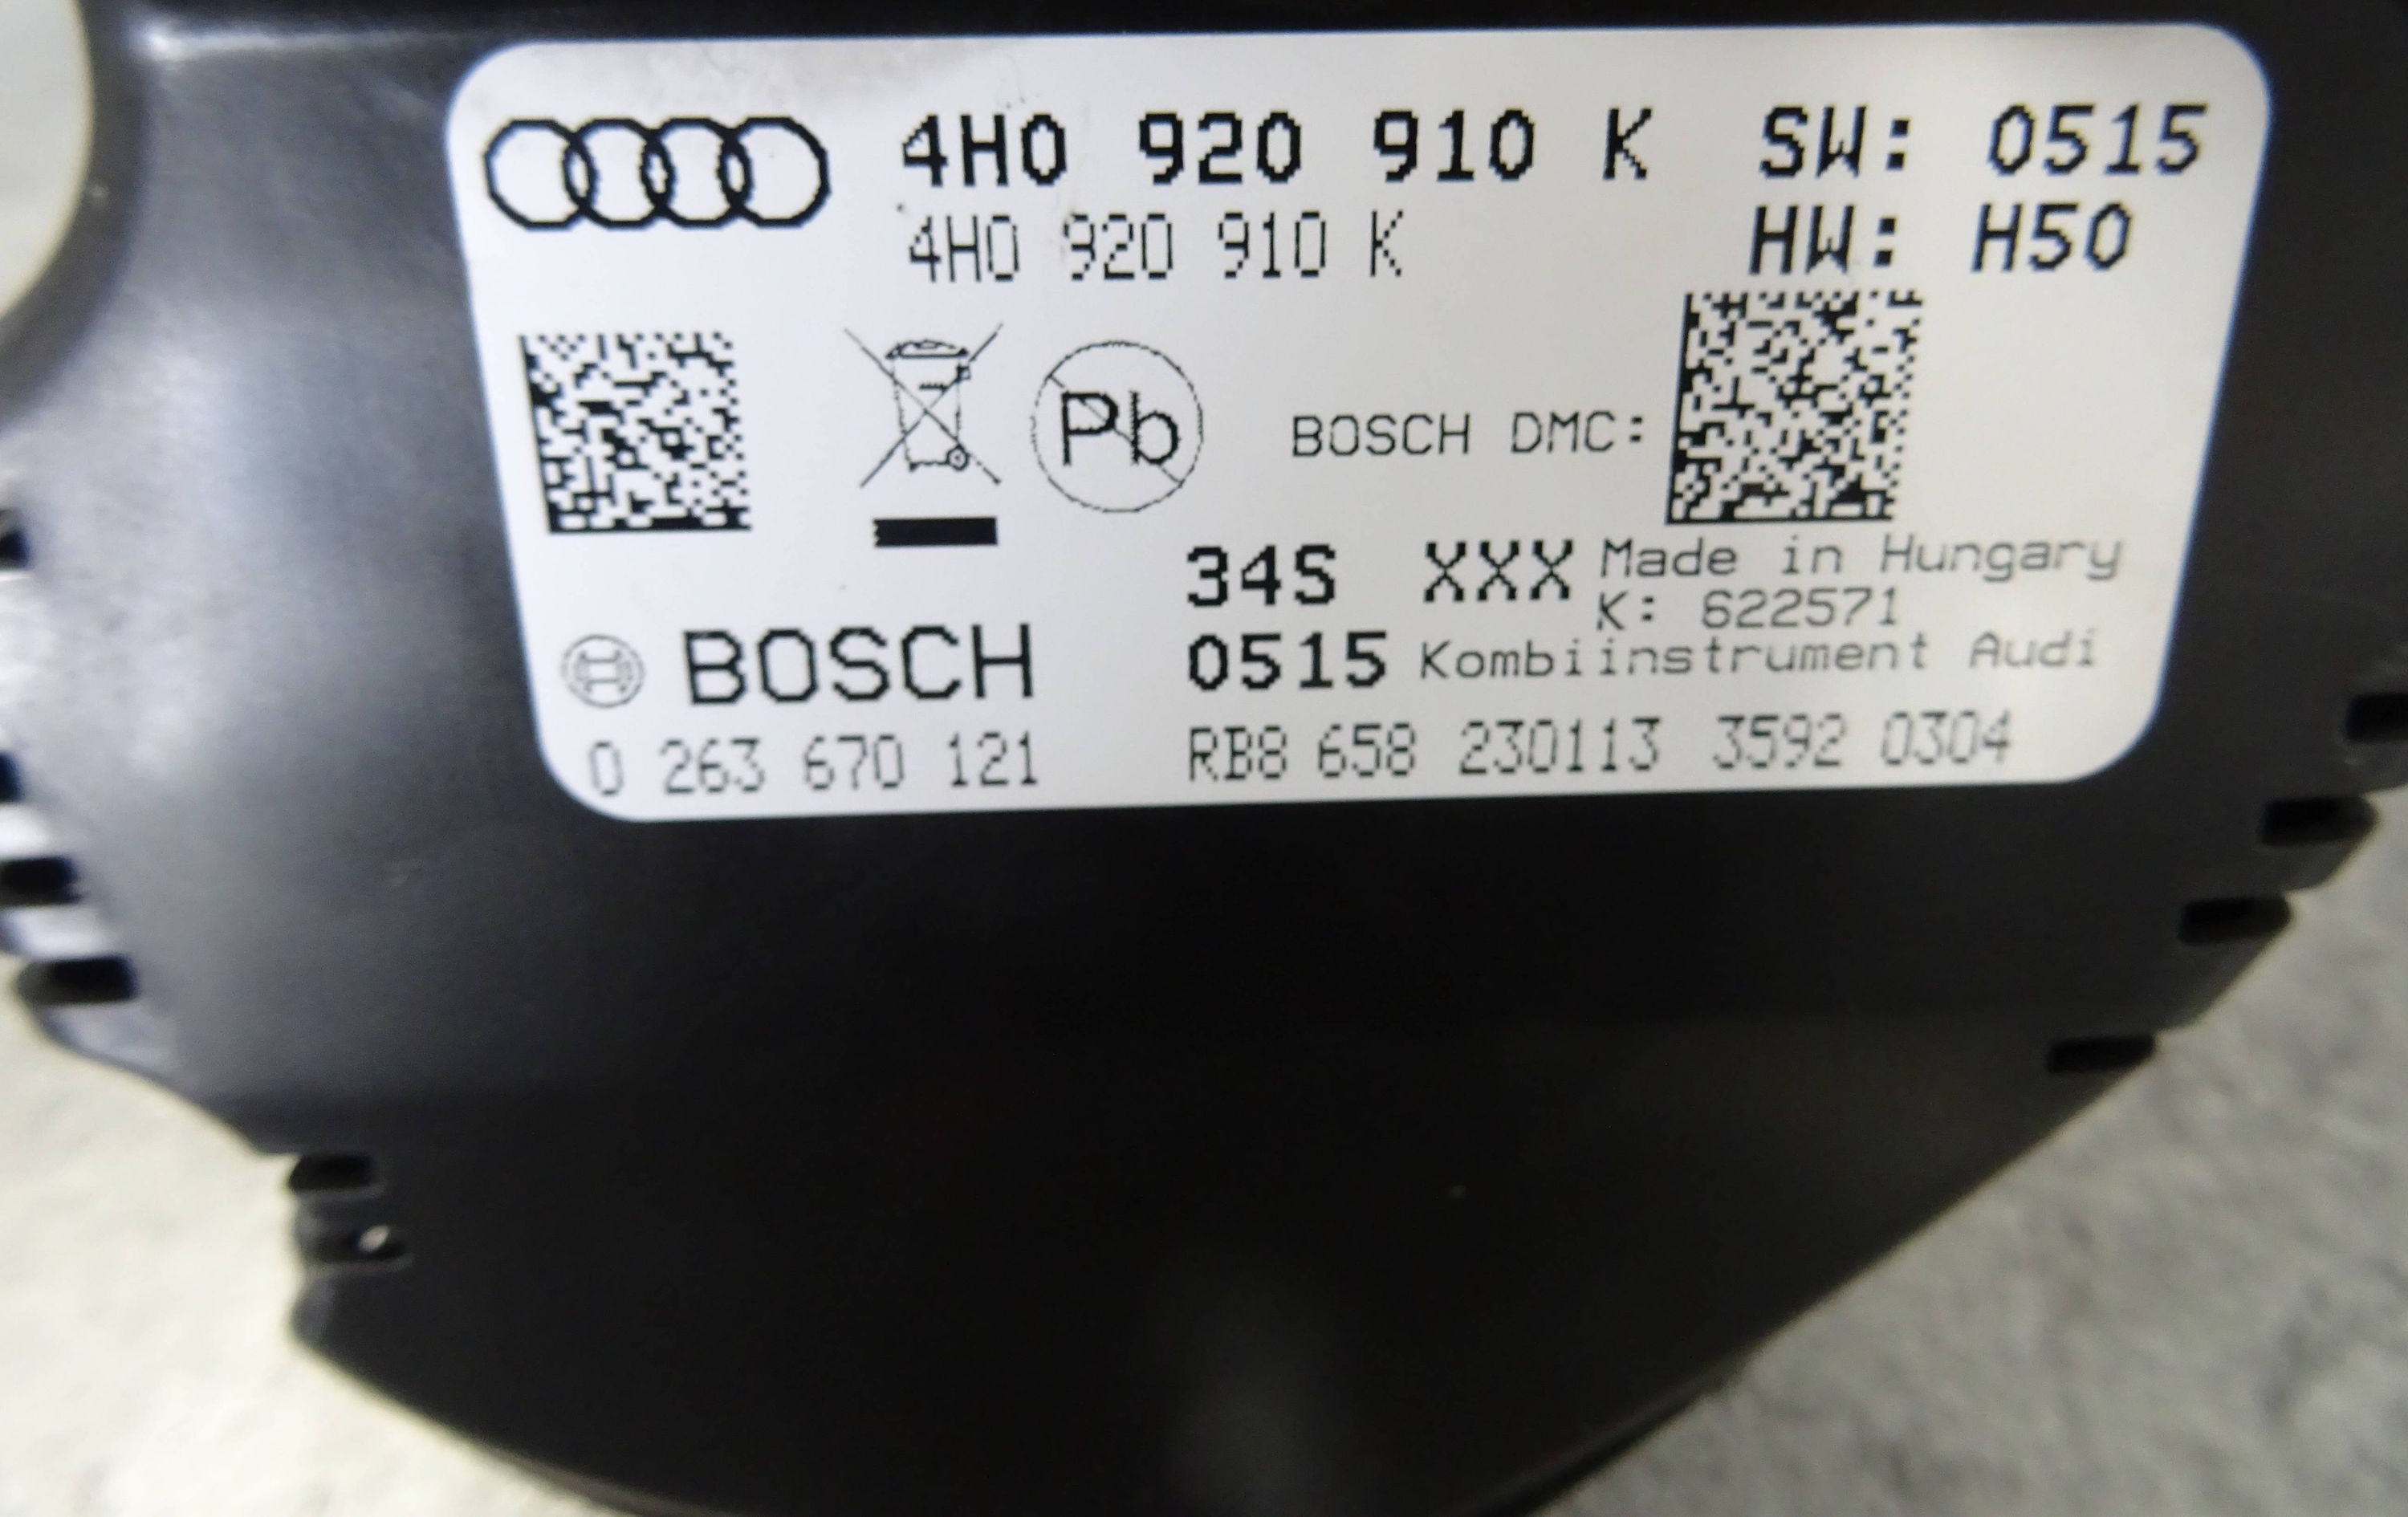 4H0 920 910 K SW: 0515
4H0 920 910 K HW: H50
Pb
BOSCH DMC:
34S XXX Made in Hungary
K: 622571
BOSCH 0515 Kombiinstrument Audi
0 263 670 121 RB8 658 230113 3592 0304